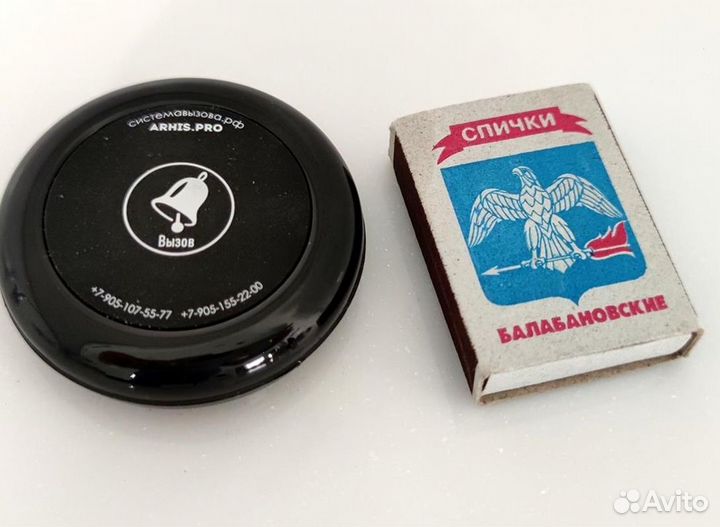 системавызова.рф
ARHIS.PRO
Вызов
+7-905-107-55-77 +7-905-155-22-00
СПИЧКИ
БАЛАБАНОВСКИЕ
Avito